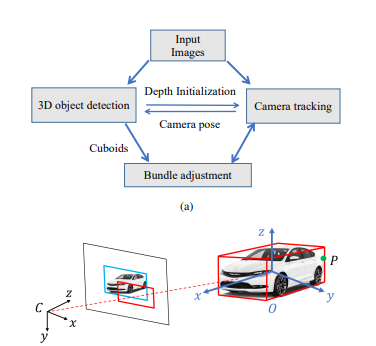 Input
Images
3D object detection
Depth Initialization
Camera pose
Camera tracking
Cuboids
Bundle adjustment
(a)
C
z
x
y
z
x
O
y
P